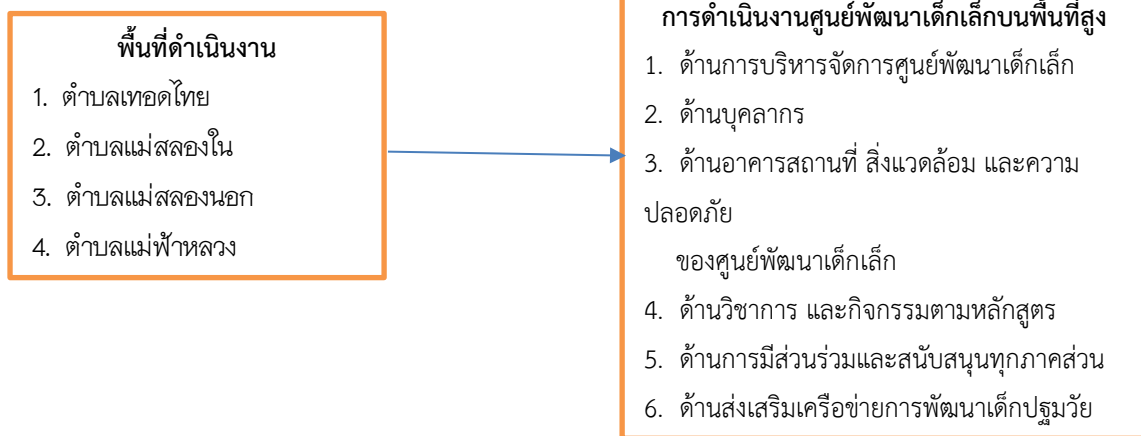 พื้นที่ดำเนินงาน
1. ตำบลเทอดไทย
2. ตำบลแม่สลองใน
3. ตำบลแม่สลองนอก
4. ตำบลแม่ฟ้าหลวง
การดำเนินงานศูนย์พัฒนาเด็กเล็กบนพื้นที่สูง
1. ด้านการบริหารจัดการศูนย์พัฒนาเด็กเล็ก
2. ด้านบุคลากร
3. ด้านอาคารสถานที่ สิ่งแวดล้อม และความ
ปลอดภัย
ของศูนย์พัฒนาเด็กเล็ก
4. ด้านวิชาการ และกิจกรรมตามหลักสูตร
5. ด้านการมีส่วนร่วมและสนับสนุนทุกภาคส่วน
6. ด้านส่งเสริมเครือข่ายการพัฒนาเด็กปฐมวัย